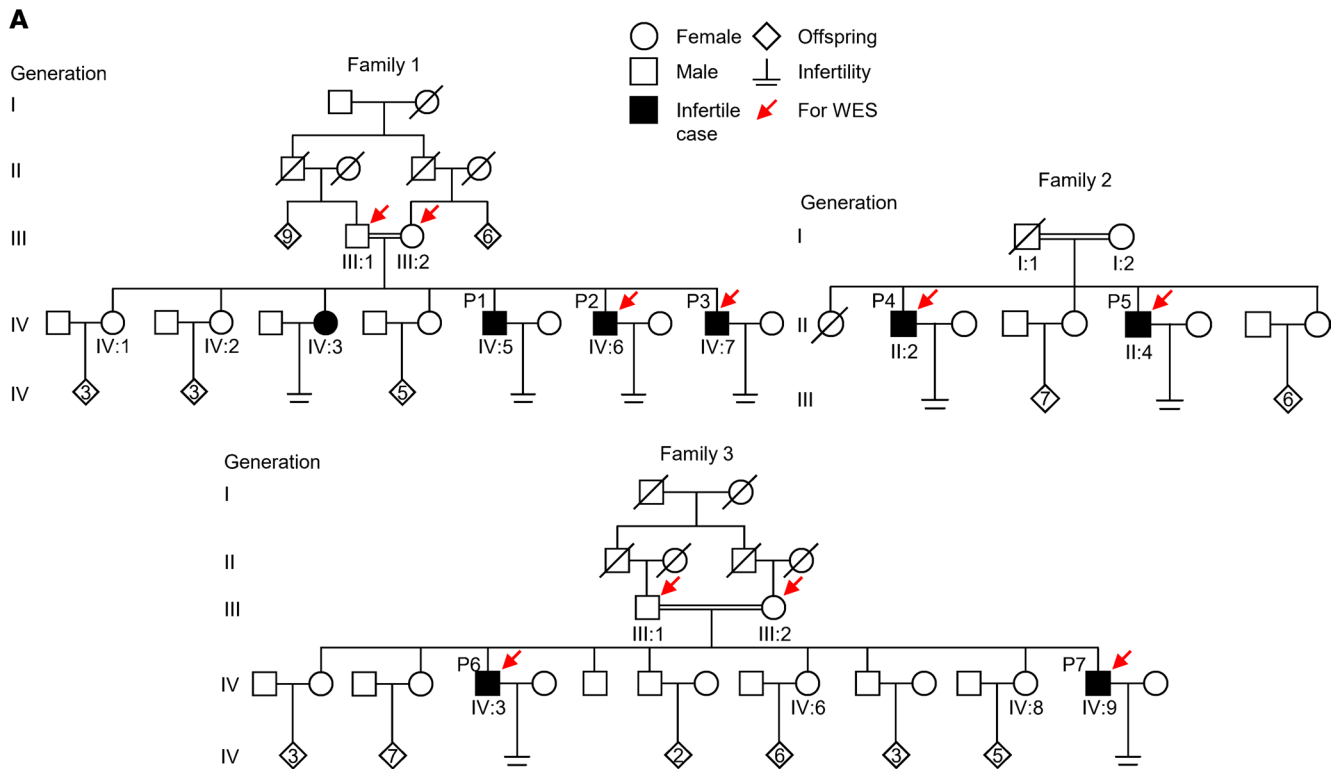 A
Female
Offspring
Male
Infertility
Infertile
case
For WES
Generation
Family 1
I
II
9
6
III
III:1
III:2
P1
P2
P3
IV
IV:1
IV:2
IV:3
IV:5
IV:6
IV:7
IV
3
3
5
Family 2
Generation
I
I:1
I:2
P4
P5
II
II:2
II:4
III
7
6
Family 3
Generation
I
II
III
III:1
III:2
P6
P7
IV
IV:3
IV:6
IV:8
IV:9
IV
3
7
2
6
3
5